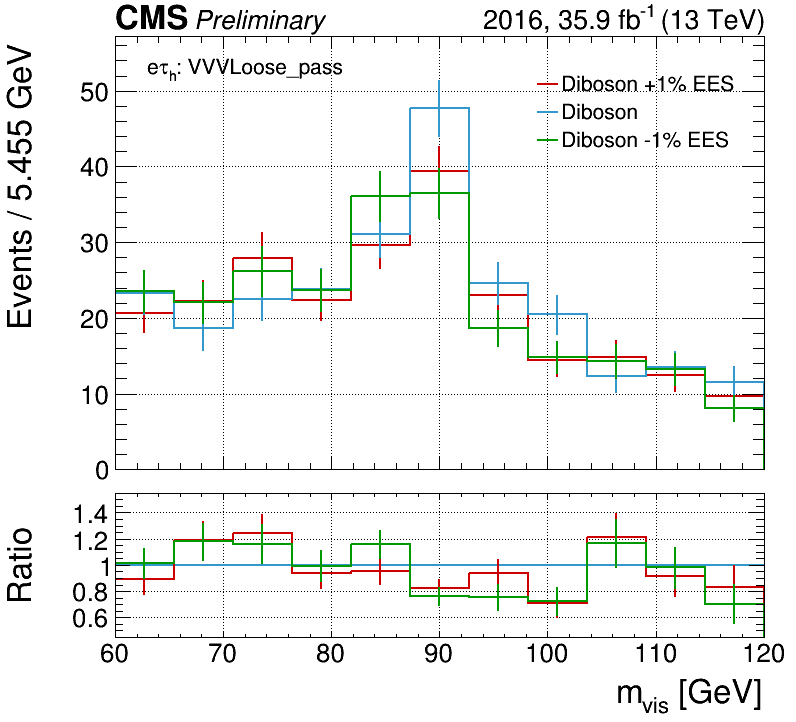 CMS Preliminary 2016, 35.9 fb⁻¹ (13 TeV)
eτh: VVVLoose_pass
Diboson +1% EES
Diboson
Diboson -1% EES
Events / 5.455 GeV
50
40
30
20
10
0
Ratio
1.4
1.2
1
0.8
0.6
60 70 80 90 100 110 120
mvis [GeV]